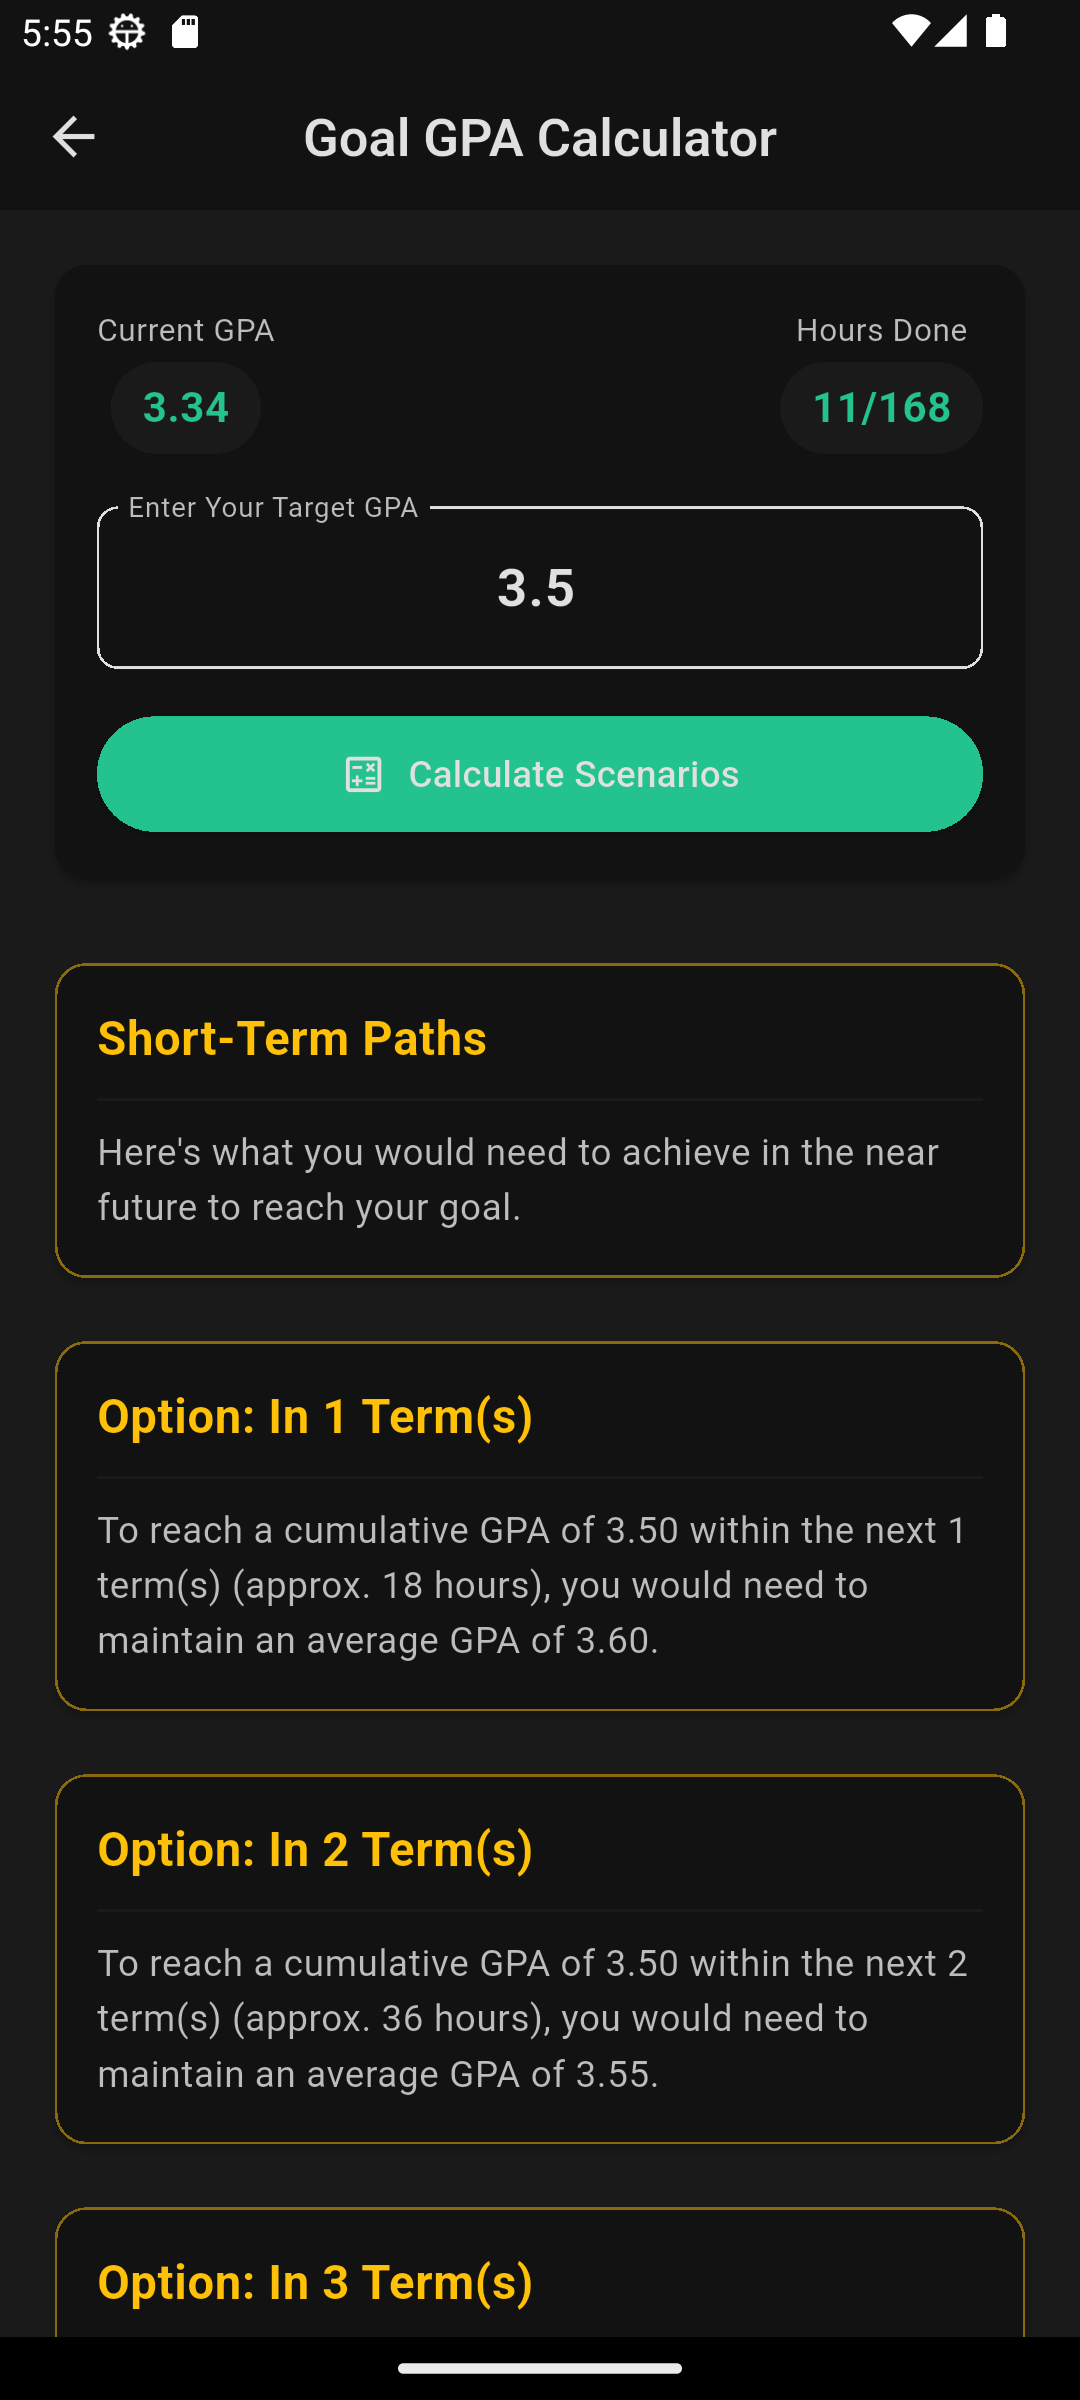 5:55
Goal GPA Calculator
Current GPA
Hours Done
3.34
11/168
Enter Your Target GPA
3.5
Calculate Scenarios
Short-Term Paths
Here's what you would need to achieve in the near
future to reach your goal.
Option: In 1 Term(s)
To reach a cumulative GPA of 3.50 within the next 1
term(s) (approx. 18 hours), you would need to
maintain an average GPA of 3.60.
Option: In 2 Term(s)
To reach a cumulative GPA of 3.50 within the next 2
term(s) (approx. 36 hours), you would need to
maintain an average GPA of 3.55.
Option: In 3 Term(s)